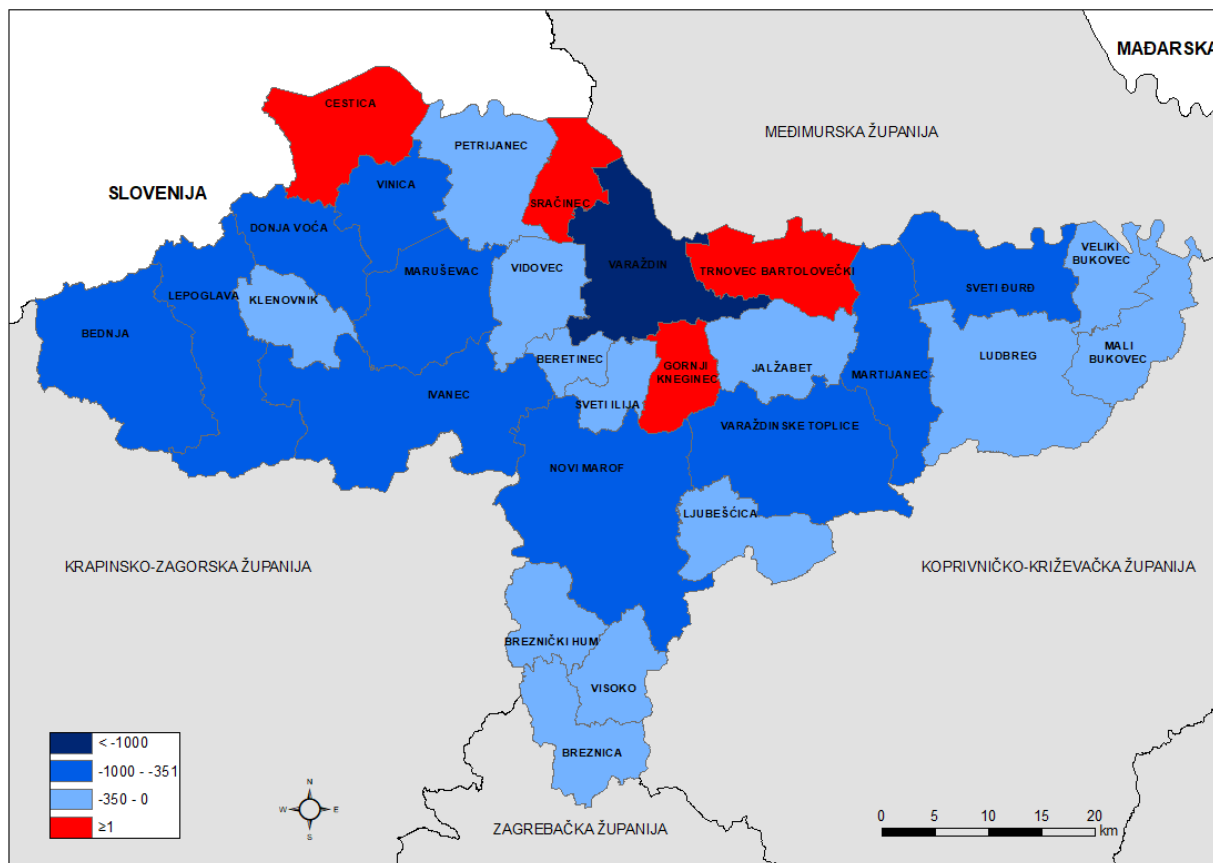 MAĐARSKA
CESTICA
MEĐIMURSKA ŽUPANIJA
PETRIJANEC
SLOVENIJA
VINICA
SRAČINEC
DONJA VOĆA
VELIKI
BUKOVEC
VARAŽDIN
VIDOVEC
MARUŠEVAC
TRNOVEC BARTOLOVEČKI
SVETI ĐURĐ
LEPOGLAVA
KLENOVNIK
BEDNJA
MALI
BUKOVEC
LUDBREG
BERETINEC
GORNJI
KNEGINEC
JALŽABET
MARTIJANEC
IVANEC
SVETI ILIJA
VARAŽDINSKE TOPLICE
NOVI MAROF
LJUBEŠĆICA
KRAPINSKO-ZAGORSKA ŽUPANIJA
KOPRIVNIČKO-KRIŽEVAČKA ŽUPANIJA
BREZNIČKI HUM
VISOKO
BREZNICA
< -1000
-1000 - -351
-350 - 0
≥1
N
W E
S
ZAGREBAČKA ŽUPANIJA
0 5 10 15 20
km